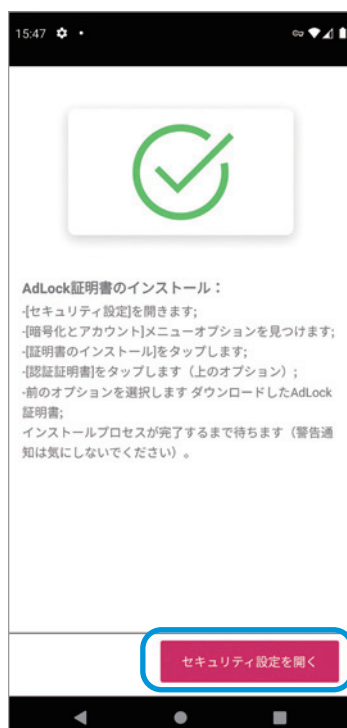 15:47
AdLock証明書のインストール：
-[セキュリティ設定]を開きます;
-[暗号化とアカウント]メニューオプションを見つけます;
-[証明書のインストール]をタップします;
-[認証証明書]をタップします（上のオプション）;
-前のオプションを選択します ダウンロードしたAdLock
証明書;
インストールプロセスが完了するまで待ちます（警告通
知は気にしないでください）。
セキュリティ設定を開く